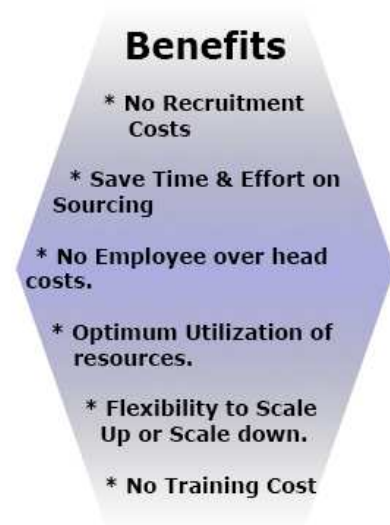 Benefits
* No Recruitment
Costs
* Save Time & Effort on
Sourcing
* No Employee over head
costs.
* Optimum Utilization of
resources.
* Flexibility to Scale
Up or Scale down.
* No Training Cost